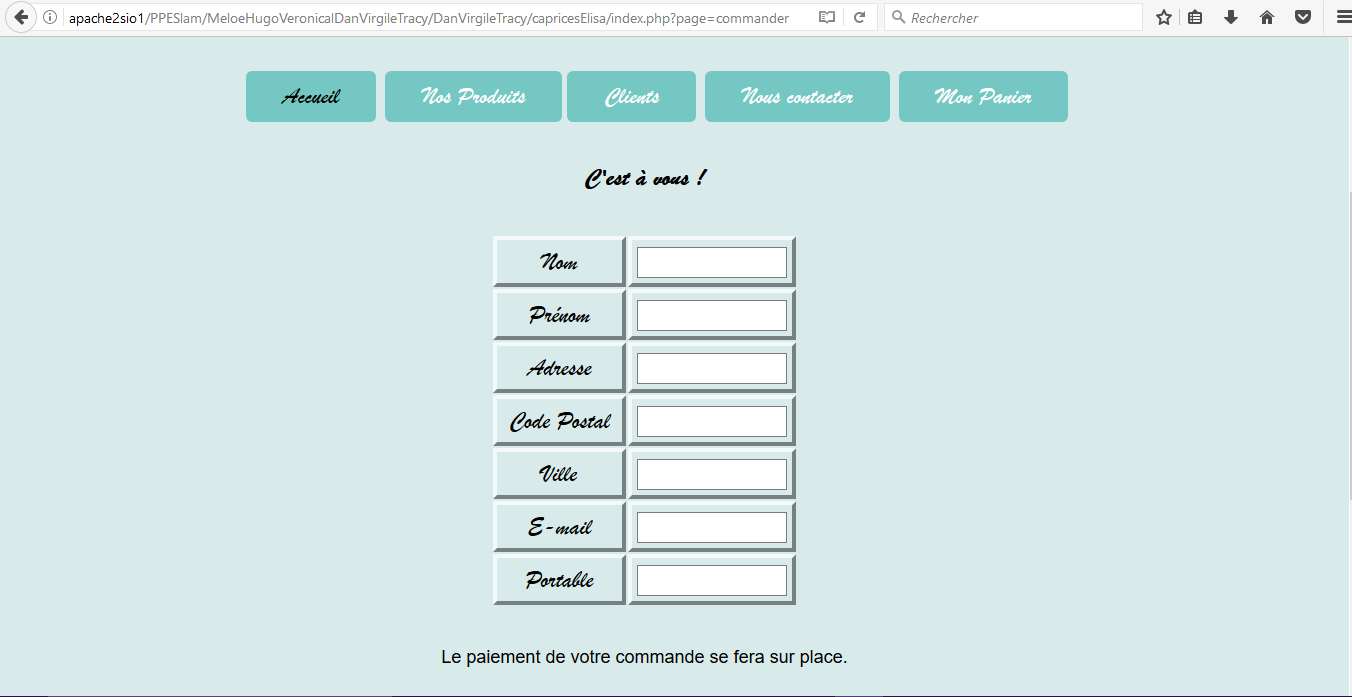 apache2sio1/PPESlam/MeloeHugoVeronicalDanVirgileTracy/DanVirgileTracy/capricesElisa/index.php?page=commander Rechercher
Accueil Nos Produits Clients Nous contacter Mon Panier
C'est à vous !
Nom
Prénom
Adresse
Code Postal
Ville
E-mail
Portable
Le paiement de votre commande se fera sur place.